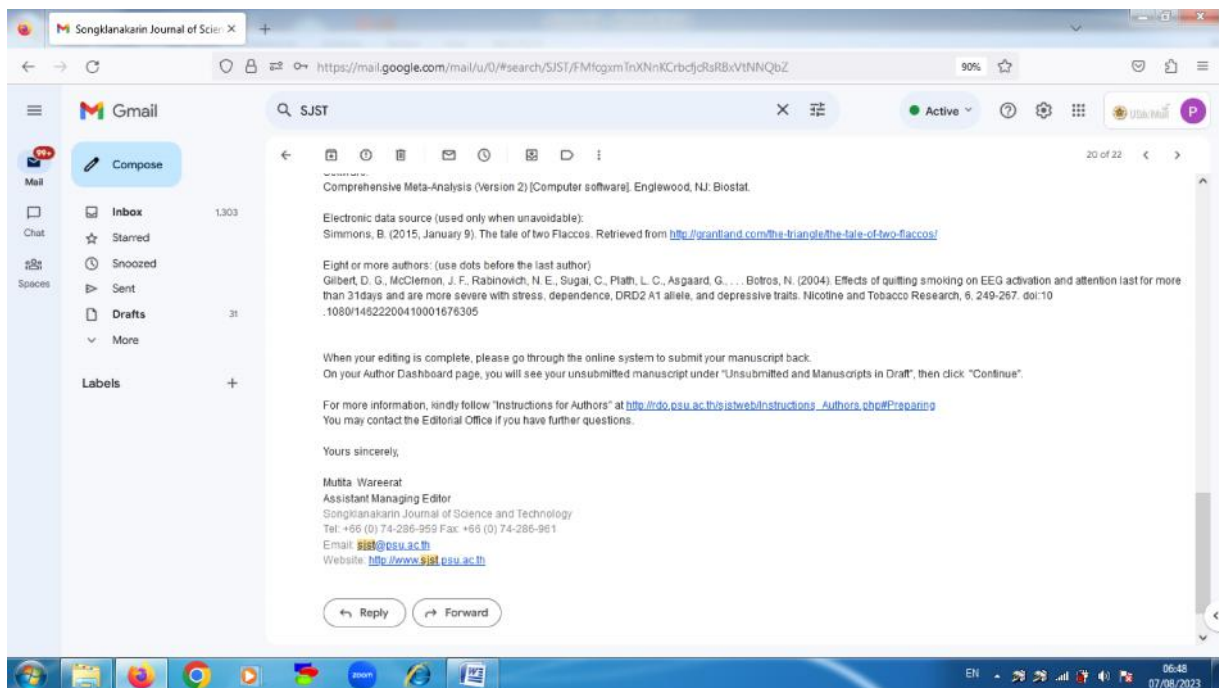 Songklanakarin Journal of Scien
https://mail.google.com/mail/u/0/#search/SJST/FMfcgxmTnXNnKCrbcfjcRsRBxVtNNQbZ
90%
Gmail
SJST
Active
P
99+
Mail
Compose
20 of 22
Chat
Spaces
Inbox 1,303
Starred
Snoozed
Sent
Drafts 31
More
Labels
Comprehensive Meta-Analysis (Version 2) [Computer software]. Englewood, NJ: Biostat.
Electronic data source (used only when unavoidable):
Simmons, B. (2015, January 9). The tale of two Flaccos. Retrieved from http://grantland.com/the-triangle/the-tale-of-two-flaccos/
Eight or more authors: (use dots before the last author)
Gilbert, D. G., McClernon, J. F., Rabinovich, N. E., Sugai, C., Plath, L. C., Asgaard, G., . . . Botros, N. (2004). Effects of quitting smoking on EEG activation and attention last for more
than 31days and are more severe with stress, dependence, DRD2 A1 allele, and depressive traits. Nicotine and Tobacco Research, 6, 249-267. doi:10
.1080/14622200410001676305
When your editing is complete, please go through the online system to submit your manuscript back.
On your Author Dashboard page, you will see your unsubmitted manuscript under "Unsubmitted and Manuscripts in Draft", then click "Continue".
For more information, kindly follow "Instructions for Authors" at http://rdo.psu.ac.th/sjstweb/Instructions_Authors.php#Preparing
You may contact the Editorial Office if you have further questions.
Yours sincerely,
Mutita Wareerat
Assistant Managing Editor
Songklanakarin Journal of Science and Technology
Tel: +66 (0) 74-286-959 Fax: +66 (0) 74-286-961
Email: sjst@psu.ac.th
Website: http://www.sjst.psu.ac.th
Reply
Forward
zoom
EN
06:48
07/08/2023